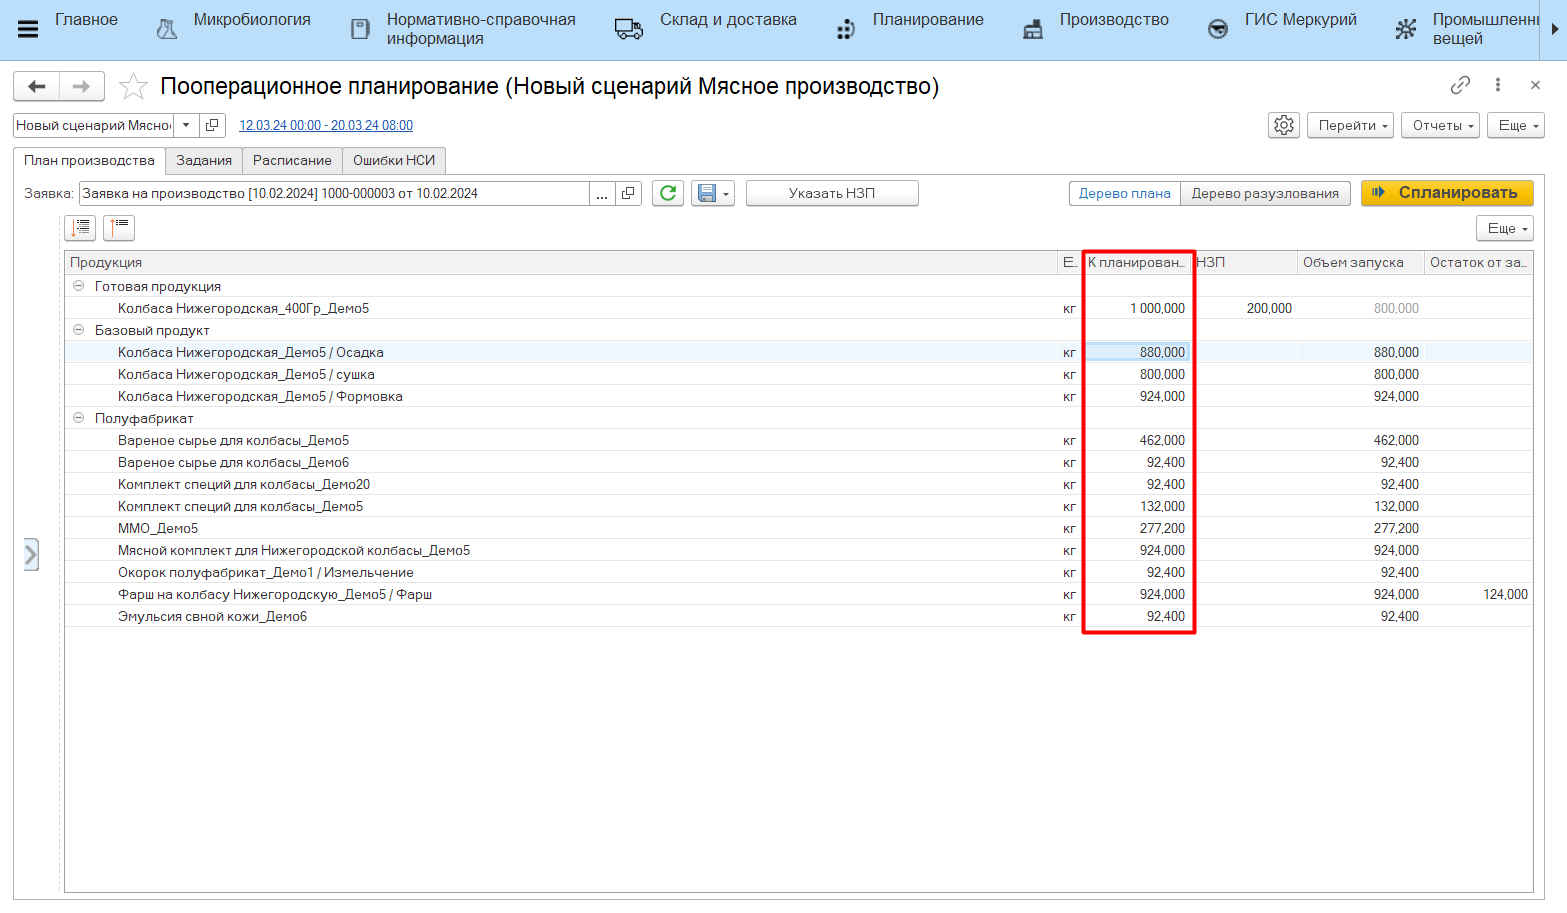 Главное
Микробиология
Нормативно-справочная
информация
Склад и доставка
Планирование
Производство
ГИС Меркурий
Промышленнь
вещей
Пооперационное планирование (Новый сценарий Мясное производство)
Новый сценарий Мясно
12.03.24 00:00 - 20.03.24 08:00
Перейти
Отчеты
Еще
План производства
Задания
Расписание
Ошибки НСИ
Заявка: Заявка на производство [10.02.2024] 1000-000003 от 10.02.2024 ...
Указать НЗП
Дерево плана
Дерево разузлования
Спланировать
Еще
Продукция Е... К планирован... НЗП Объем запуска Остаток от за...
Готовая продукция
Колбаса Нижегородская_400Гр_Демо5 кг 1 000,000 200,000 800,000
Базовый продукт
Колбаса Нижегородская_Демо5 / Осадка кг 880,000 880,000
Колбаса Нижегородская_Демо5 / сушка кг 800,000 800,000
Колбаса Нижегородская_Демо5 / Формовка кг 924,000 924,000
Полуфабрикат
Вареное сырье для колбасы_Демо5 кг 462,000 462,000
Вареное сырье для колбасы_Демо6 кг 92,400 92,400
Комплект специй для колбасы_Демо20 кг 92,400 92,400
Комплект специй для колбасы_Демо5 кг 132,000 132,000
ММО_Демо5 кг 277,200 277,200
Мясной комплект для Нижегородской колбасы_Демо5 кг 924,000 924,000
Окорок полуфабрикат_Демо1 / Измельчение кг 92,400 92,400
Фарш на колбасу Нижегородскую_Демо5 / Фарш кг 924,000 924,000 124,000
Эмульсия свной кожи_Демо6 кг 92,400 92,400